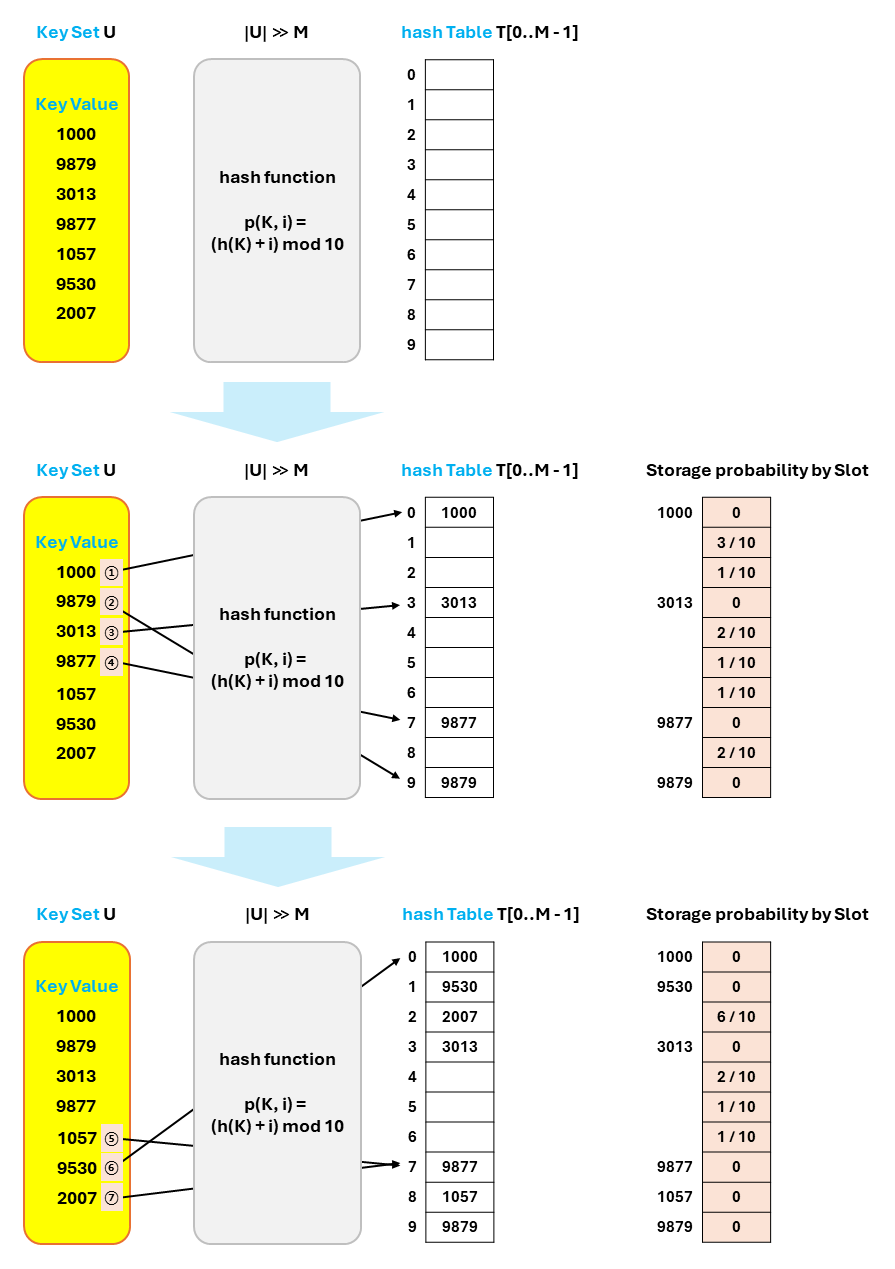 Key Set U
|U| ≫ M
hash Table T[0..M - 1]
Key Value
1000
9879
3013
9877
1057
9530
2007
hash function
p(K, i) =
(h(K) + i) mod 10
0
1
2
3
4
5
6
7
8
9
Key Set U
|U| ≫ M
hash Table T[0..M - 1]
Storage probability by Slot
Key Value
1000 ①
9879 ②
3013 ③
9877 ④
1057
9530
2007
hash function
p(K, i) =
(h(K) + i) mod 10
0 1000
1
2
3 3013
4
5
6
7 9877
8
9 9879
1000 0
3 / 10
1 / 10
3013 0
2 / 10
1 / 10
1 / 10
9877 0
2 / 10
9879 0
Key Set U
|U| ≫ M
hash Table T[0..M - 1]
Storage probability by Slot
Key Value
1000
9879
3013
9877
1057 ⑤
9530 ⑥
2007 ⑦
hash function
p(K, i) =
(h(K) + i) mod 10
0 1000
1 9530
2 2007
3 3013
4
5
6
7 9877
8 1057
9 9879
1000 0
9530 0
6 / 10
3013 0
2 / 10
1 / 10
1 / 10
9877 0
1057 0
9879 0